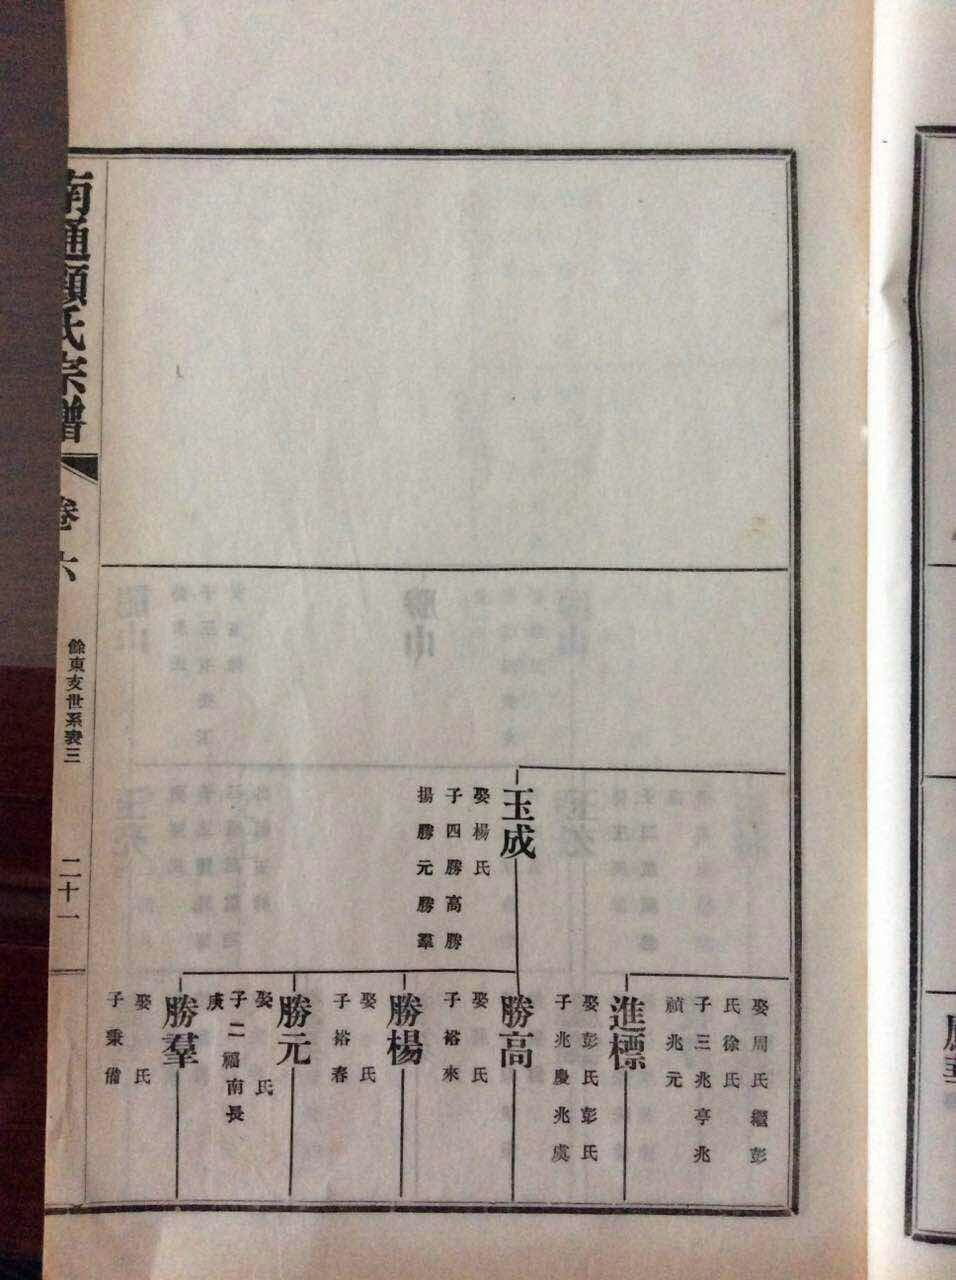 南通顧氏宗譜
卷六
餘東支世系表三
二十一
玉成
娶楊氏
子四勝高勝
揚勝元勝羣
娶周氏繼彭
氏徐氏
子三兆亭兆
禎兆元
進標
娶彭氏彭氏
子兆慶兆虞
勝高
娶 氏
子裕來
勝楊
娶 氏
子裕春
勝元
娶 氏
子二福南長
庚
勝羣
娶 氏
子秉備